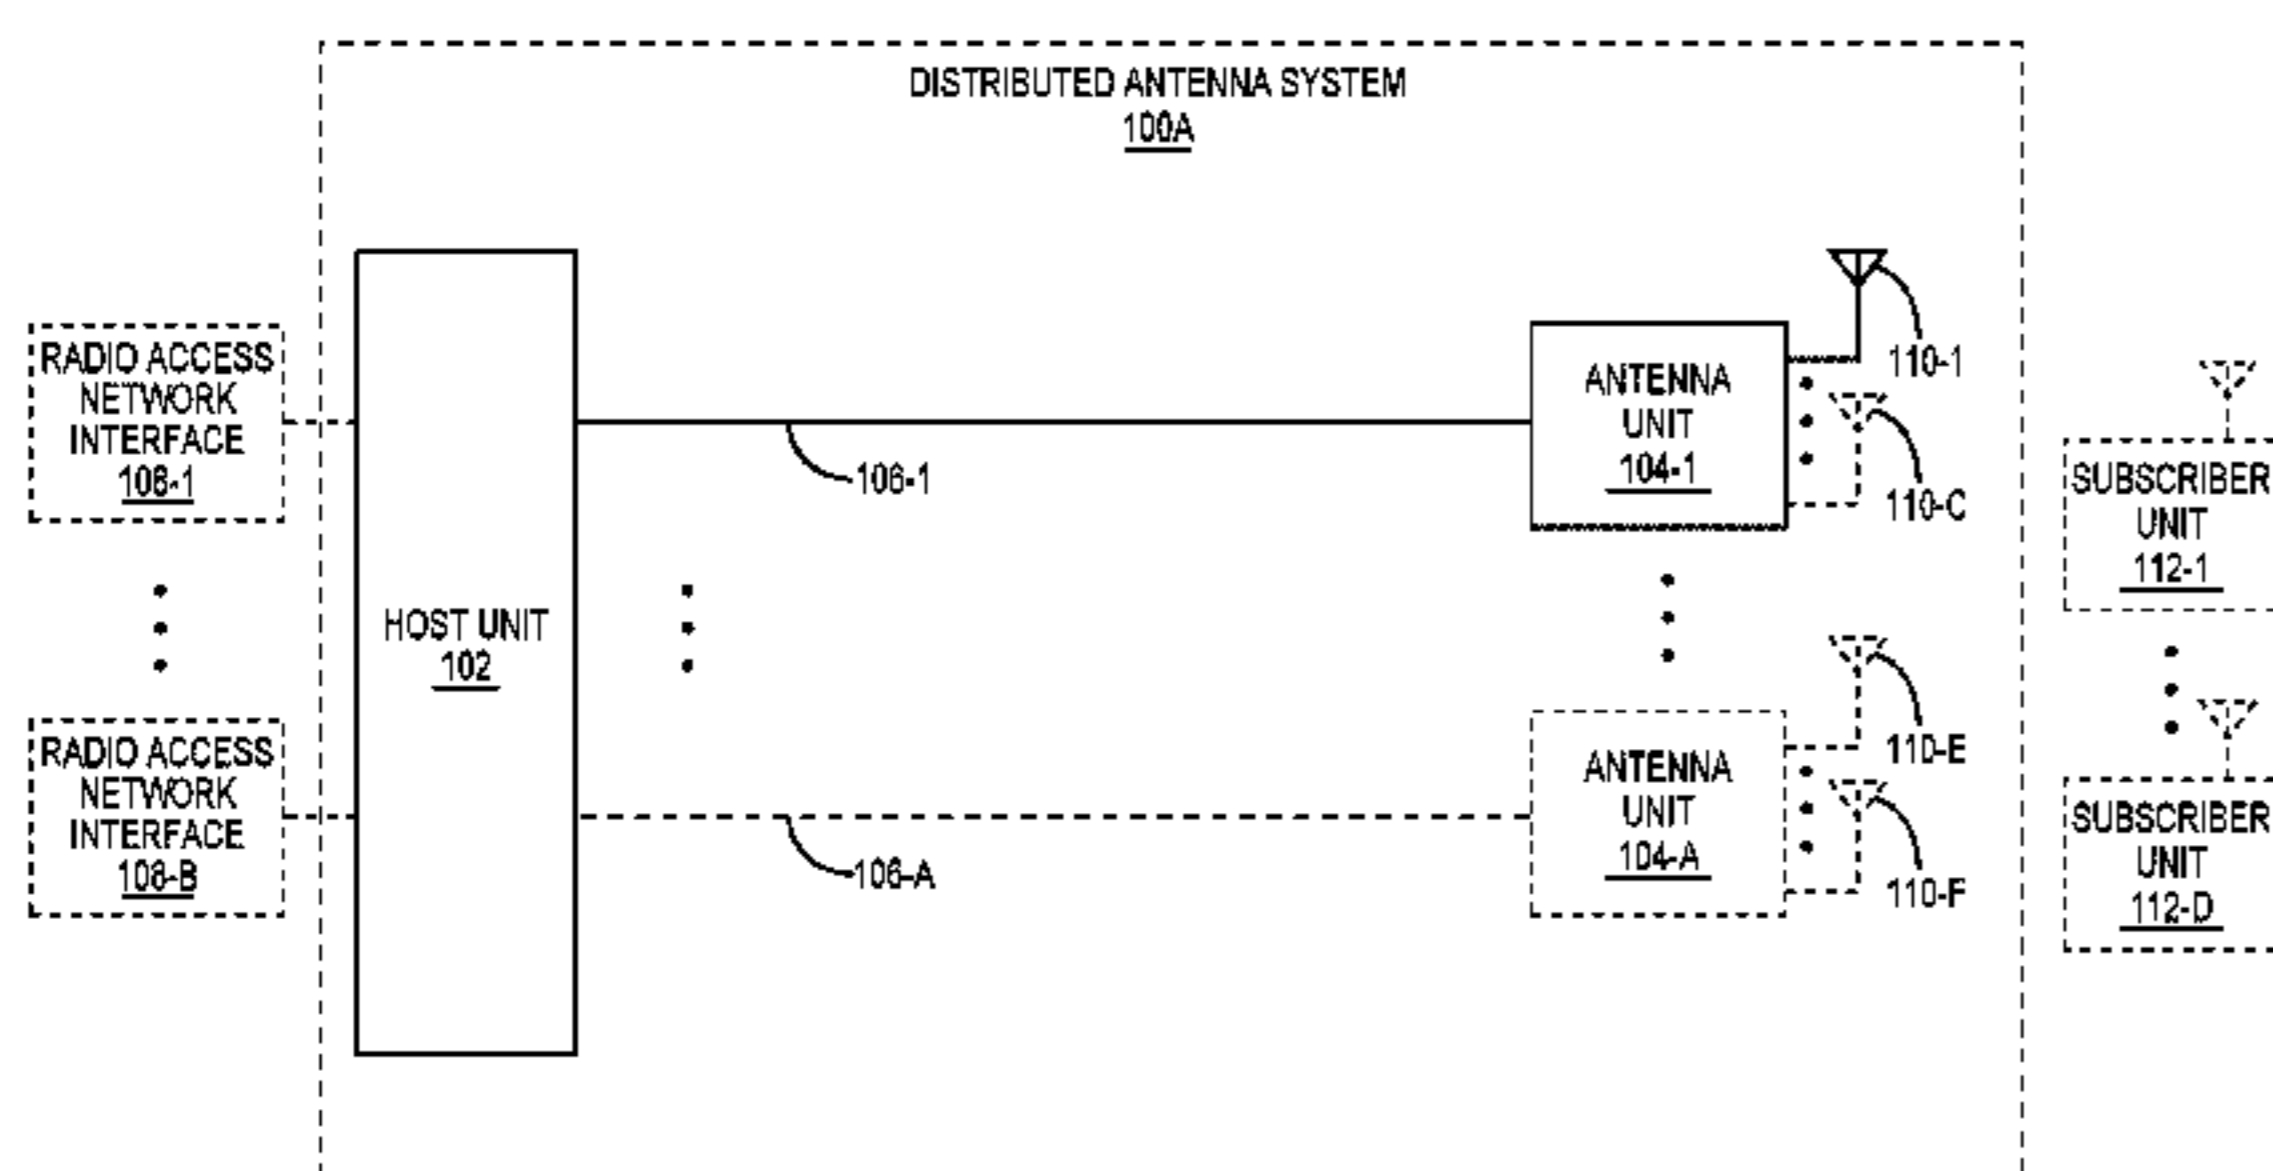 DISTRIBUTED ANTENNA SYSTEM
100A
RADIO ACCESS
NETWORK
INTERFACE
108-1
HOST UNIT
102
106-1
ANTENNA
UNIT
104-1
110-1
110-C
SUBSCRIBER
UNIT
112-1
RADIO ACCESS
NETWORK
INTERFACE
108-B
106-A
ANTENNA
UNIT
104-A
110-E
110-F
SUBSCRIBER
UNIT
112-D